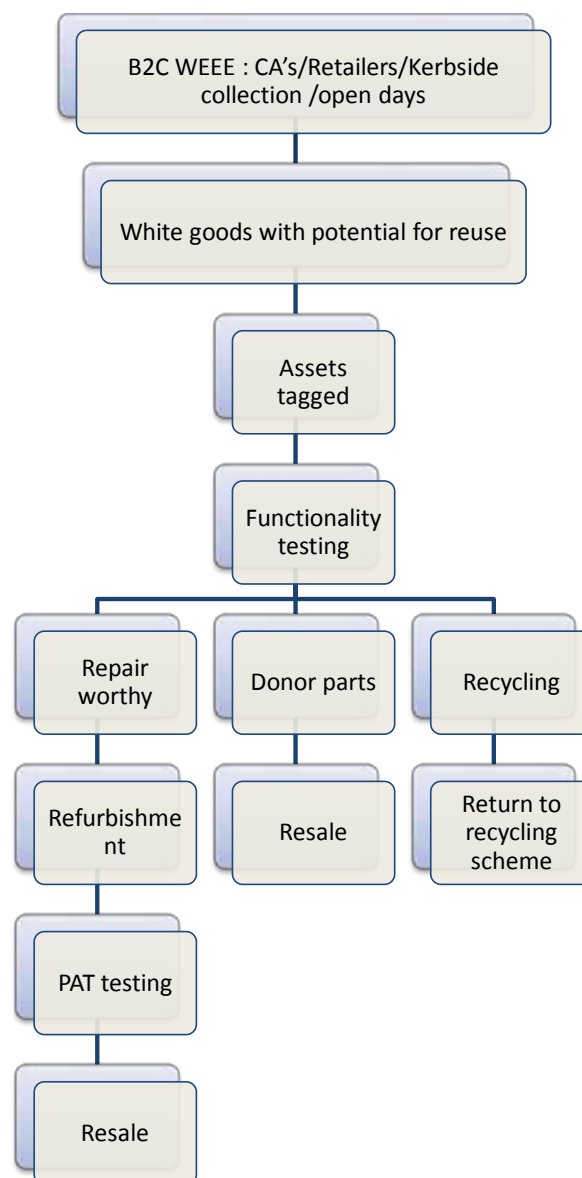 B2C WEEE : CA's/Retailers/Kerbside
collection /open days
White goods with potential for reuse
Assets
tagged
Functionality
testing
Repair
worthy
Donor parts
Recycling
Refurbishme
nt
Resale
Return to
recycling
scheme
PAT testing
Resale